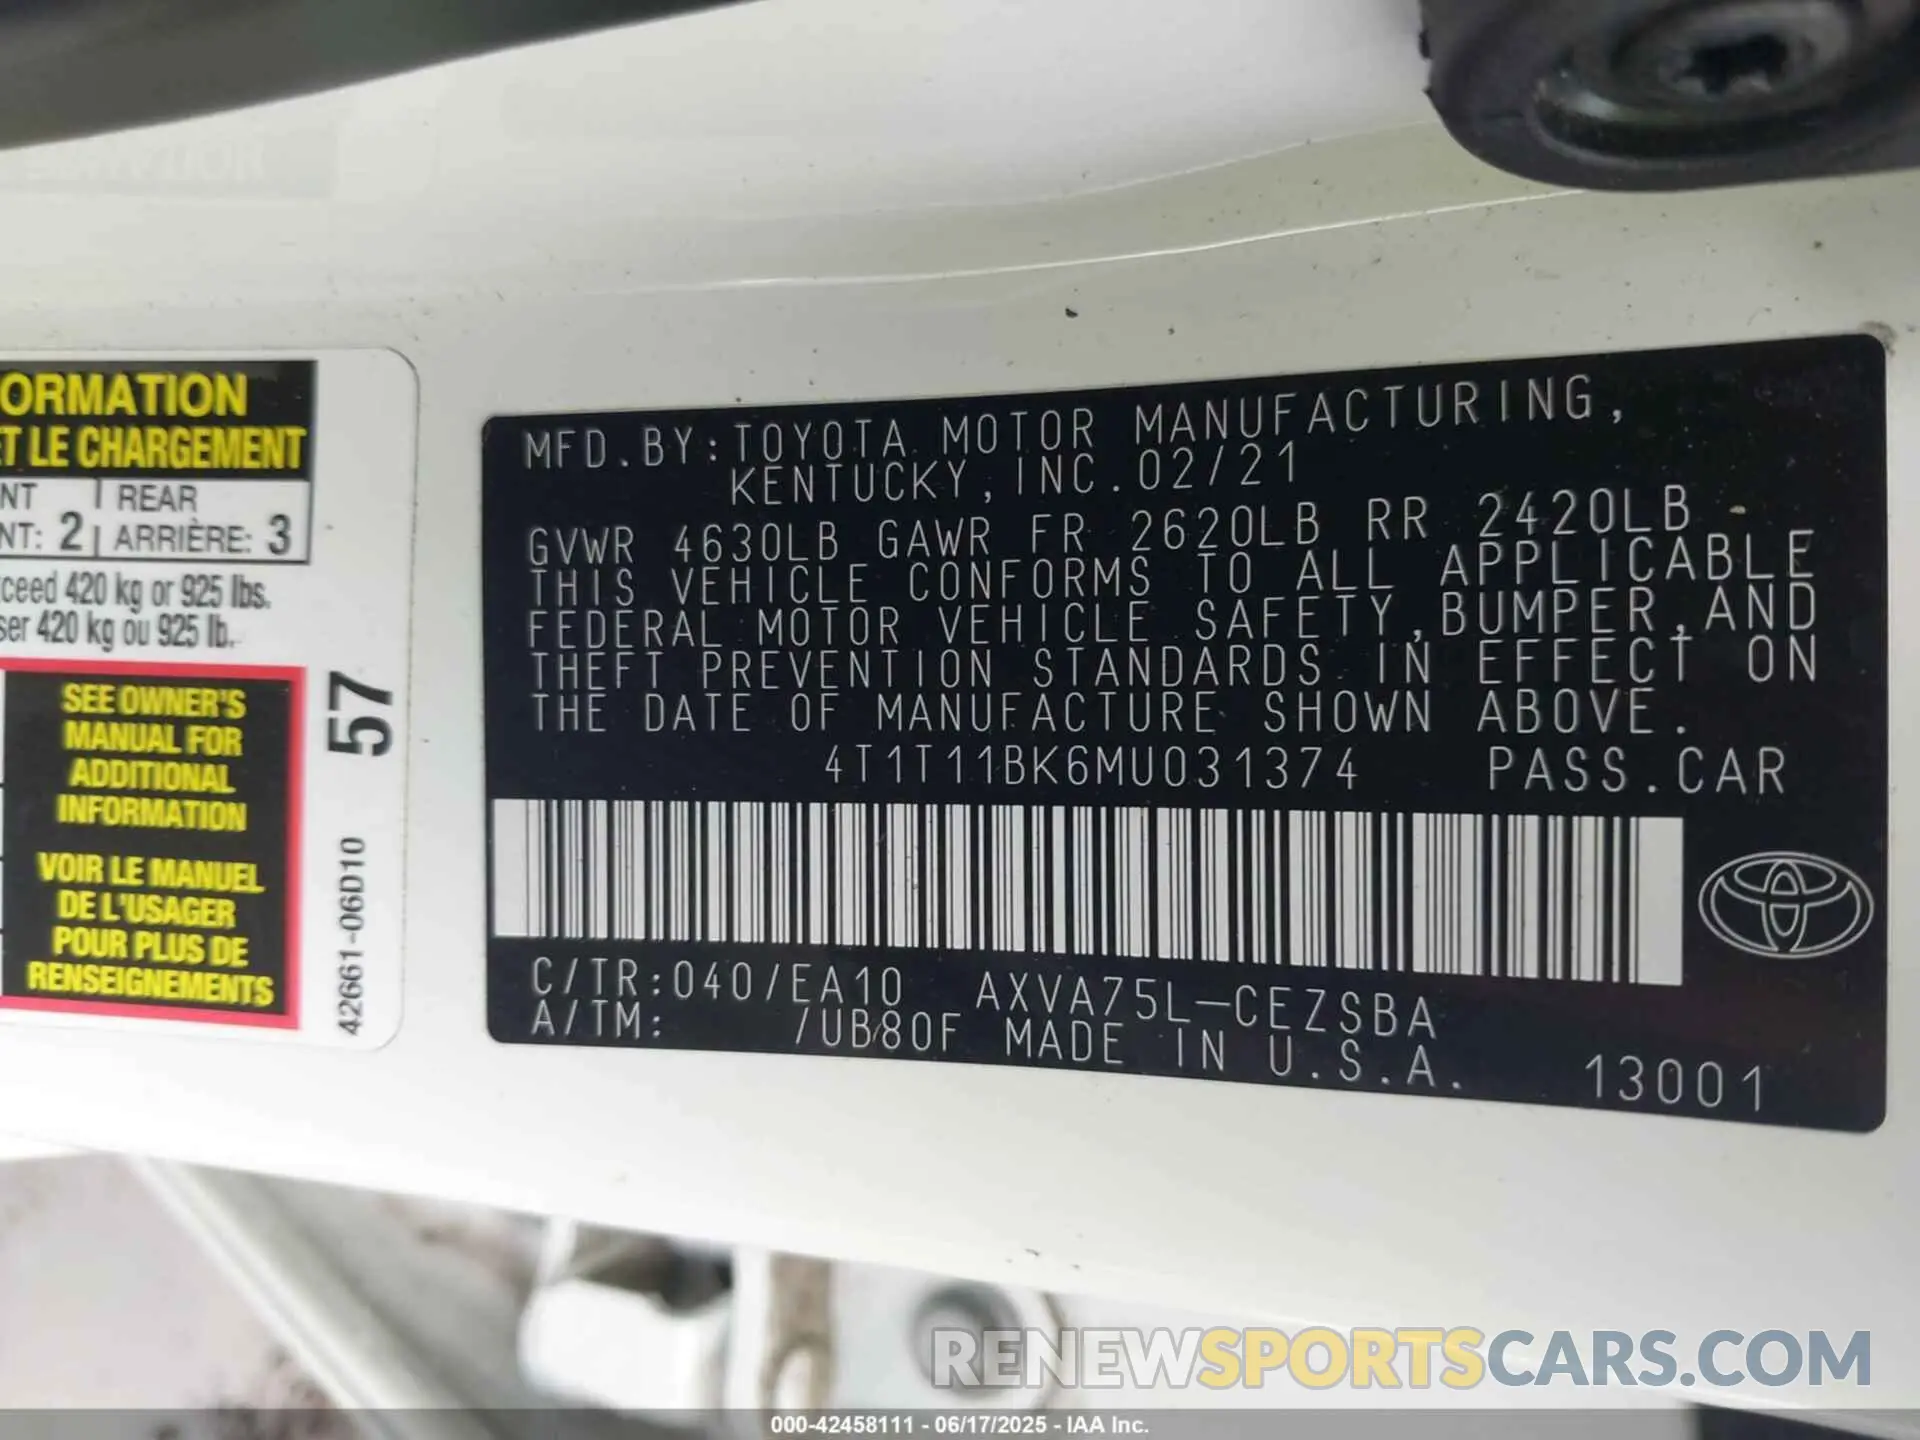 ORMATION
ET LE CHARGEMENT
NT | REAR
NT: 2 | ARRIÈRE: 3
ceed 420 kg or 925 lbs.
ser 420 kg ou 925 lb.
SEE OWNER'S
MANUAL FOR
ADDITIONAL
INFORMATION
VOIR LE MANUEL
DE L'USAGER
POUR PLUS DE
RENSEIGNEMENTS
57
42661-06D10
MFD.BY:TOYOTA MOTOR MANUFACTURING,
KENTUCKY,INC.02/21
GVWR 4630LB GAWR FR 2620LB RR 2420LB
THIS VEHICLE CONFORMS TO ALL APPLICABLE
FEDERAL MOTOR VEHICLE SAFETY,BUMPER,AND
THEFT PREVENTION STANDARDS IN EFFECT ON
THE DATE OF MANUFACTURE SHOWN ABOVE.
4T1T11BK6MU031374 PASS.CAR
C/TR:040/EA10 AXVA75L-CEZSBA
A/TM: /UB80F MADE IN U.S.A. 13001
RENEWSPORTSCARS.COM
000-42458111 - 06/17/2025 - IAA Inc.